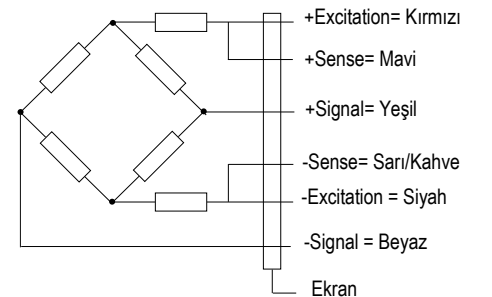 +Excitation= Kırmızı
+Sense= Mavi
+Signal= Yeşil
-Sense= Sarı/Kahve
-Excitation = Siyah
-Signal = Beyaz
Ekran